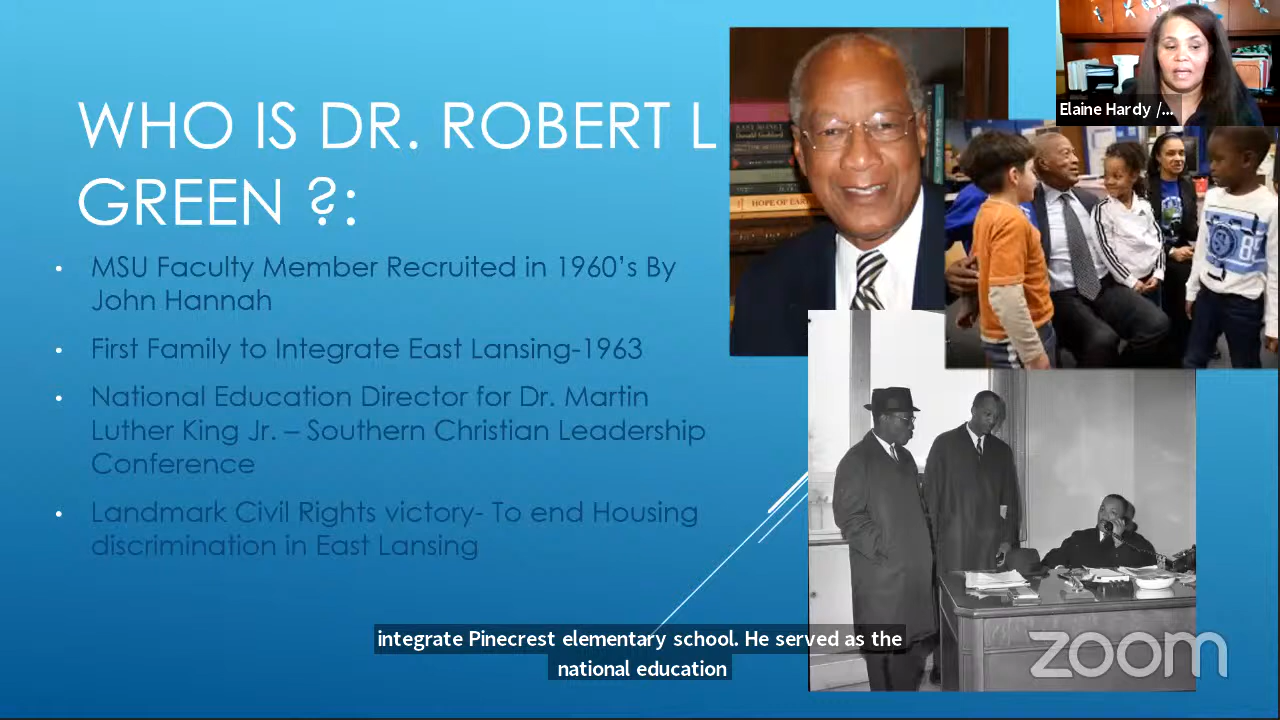 WHO IS DR. ROBERT L
GREEN ?:
• MSU Faculty Member Recruited in 1960's By
John Hannah
• First Family to Integrate East Lansing-1963
• National Education Director for Dr. Martin
Luther King Jr. – Southern Christian Leadership
Conference
• Landmark Civil Rights victory- To end Housing
discrimination in East Lansing
Elaine Hardy /...
HOPE OF EAR
integrate Pinecrest elementary school. He served as the
national education
zoom